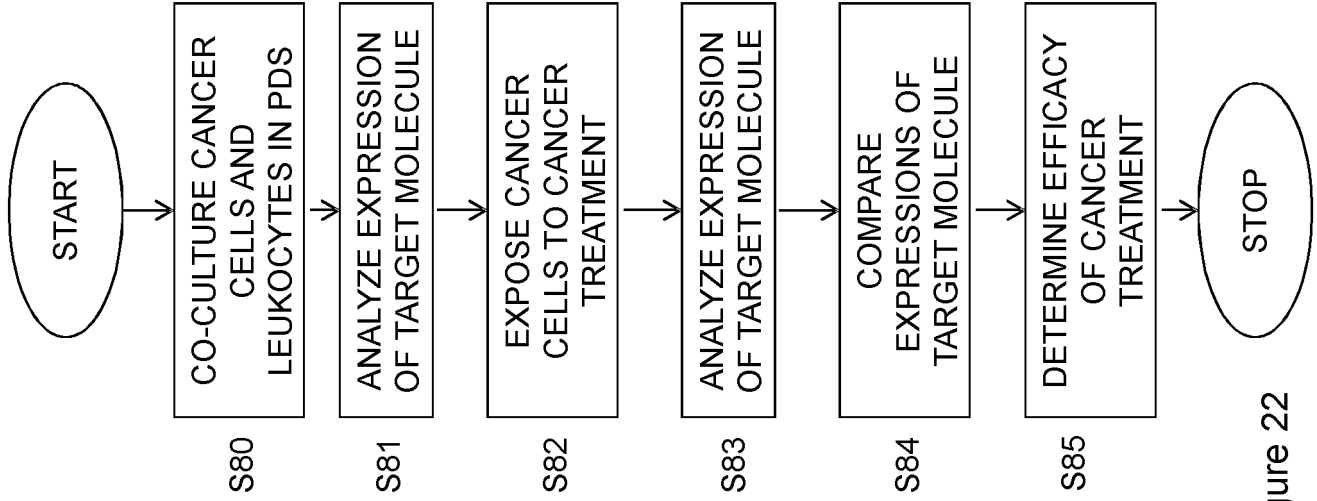 START
S80
CO-CULTURE CANCER
CELLS AND
LEUKOCYTES IN PDS
S81
ANALYZE EXPRESSION
OF TARGET MOLECULE
S82
EXPOSE CANCER
CELLS TO CANCER
TREATMENT
S83
ANALYZE EXPRESSION
OF TARGET MOLECULE
S84
COMPARE
EXPRESSIONS OF
TARGET MOLECULE
S85
DETERMINE EFFICACY
OF CANCER
TREATMENT
STOP
gure 22